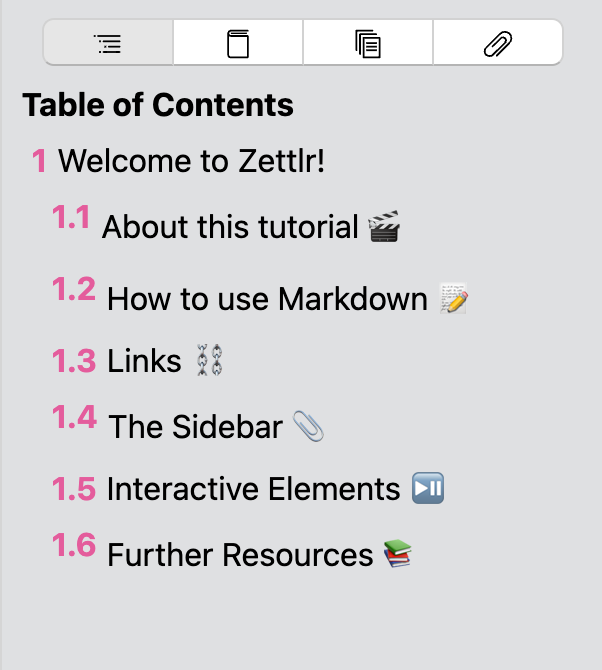 Table of Contents
1 Welcome to Zettlr!
1.1 About this tutorial 🎬
1.2 How to use Markdown 📝
1.3 Links ⛓️
1.4 The Sidebar 📎
1.5 Interactive Elements ⏯️
1.6 Further Resources 📚